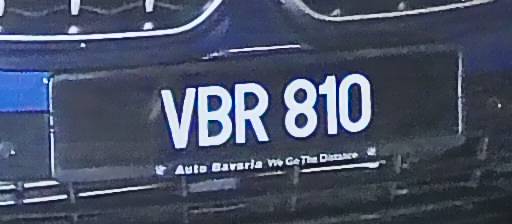 VBR 810
Auto Bavaria We Go The Distance